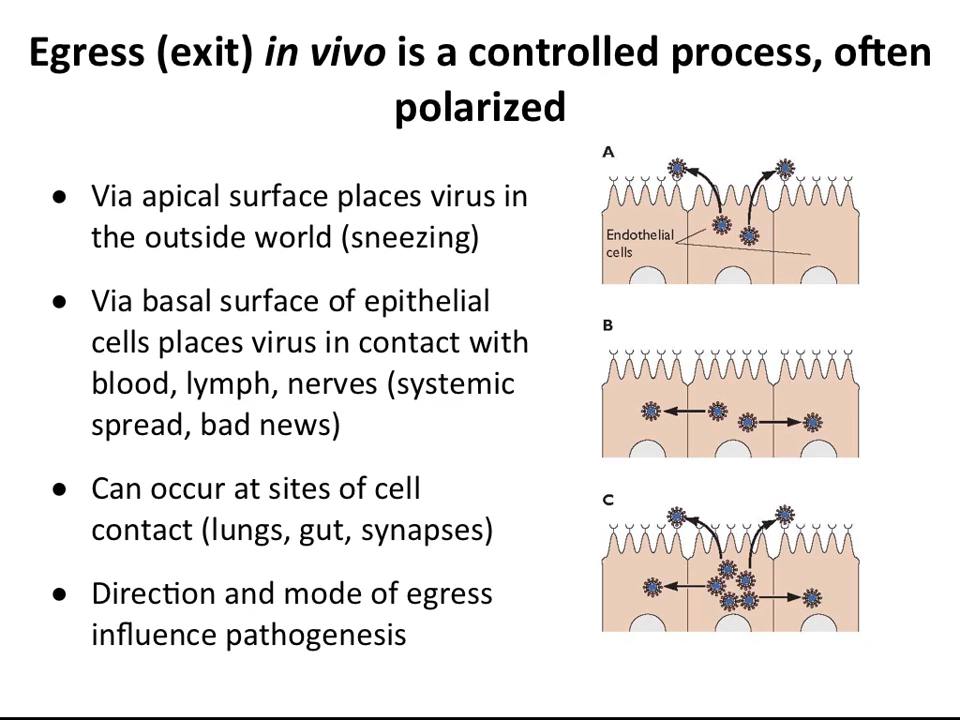 Egress (exit) in vivo is a controlled process, often
polarized
● Via apical surface places virus in
the outside world (sneezing)
● Via basal surface of epithelial
cells places virus in contact with
blood, lymph, nerves (systemic
spread, bad news)
● Can occur at sites of cell
contact (lungs, gut, synapses)
● Direction and mode of egress
influence pathogenesis
A
Endothelial
cells
B
C